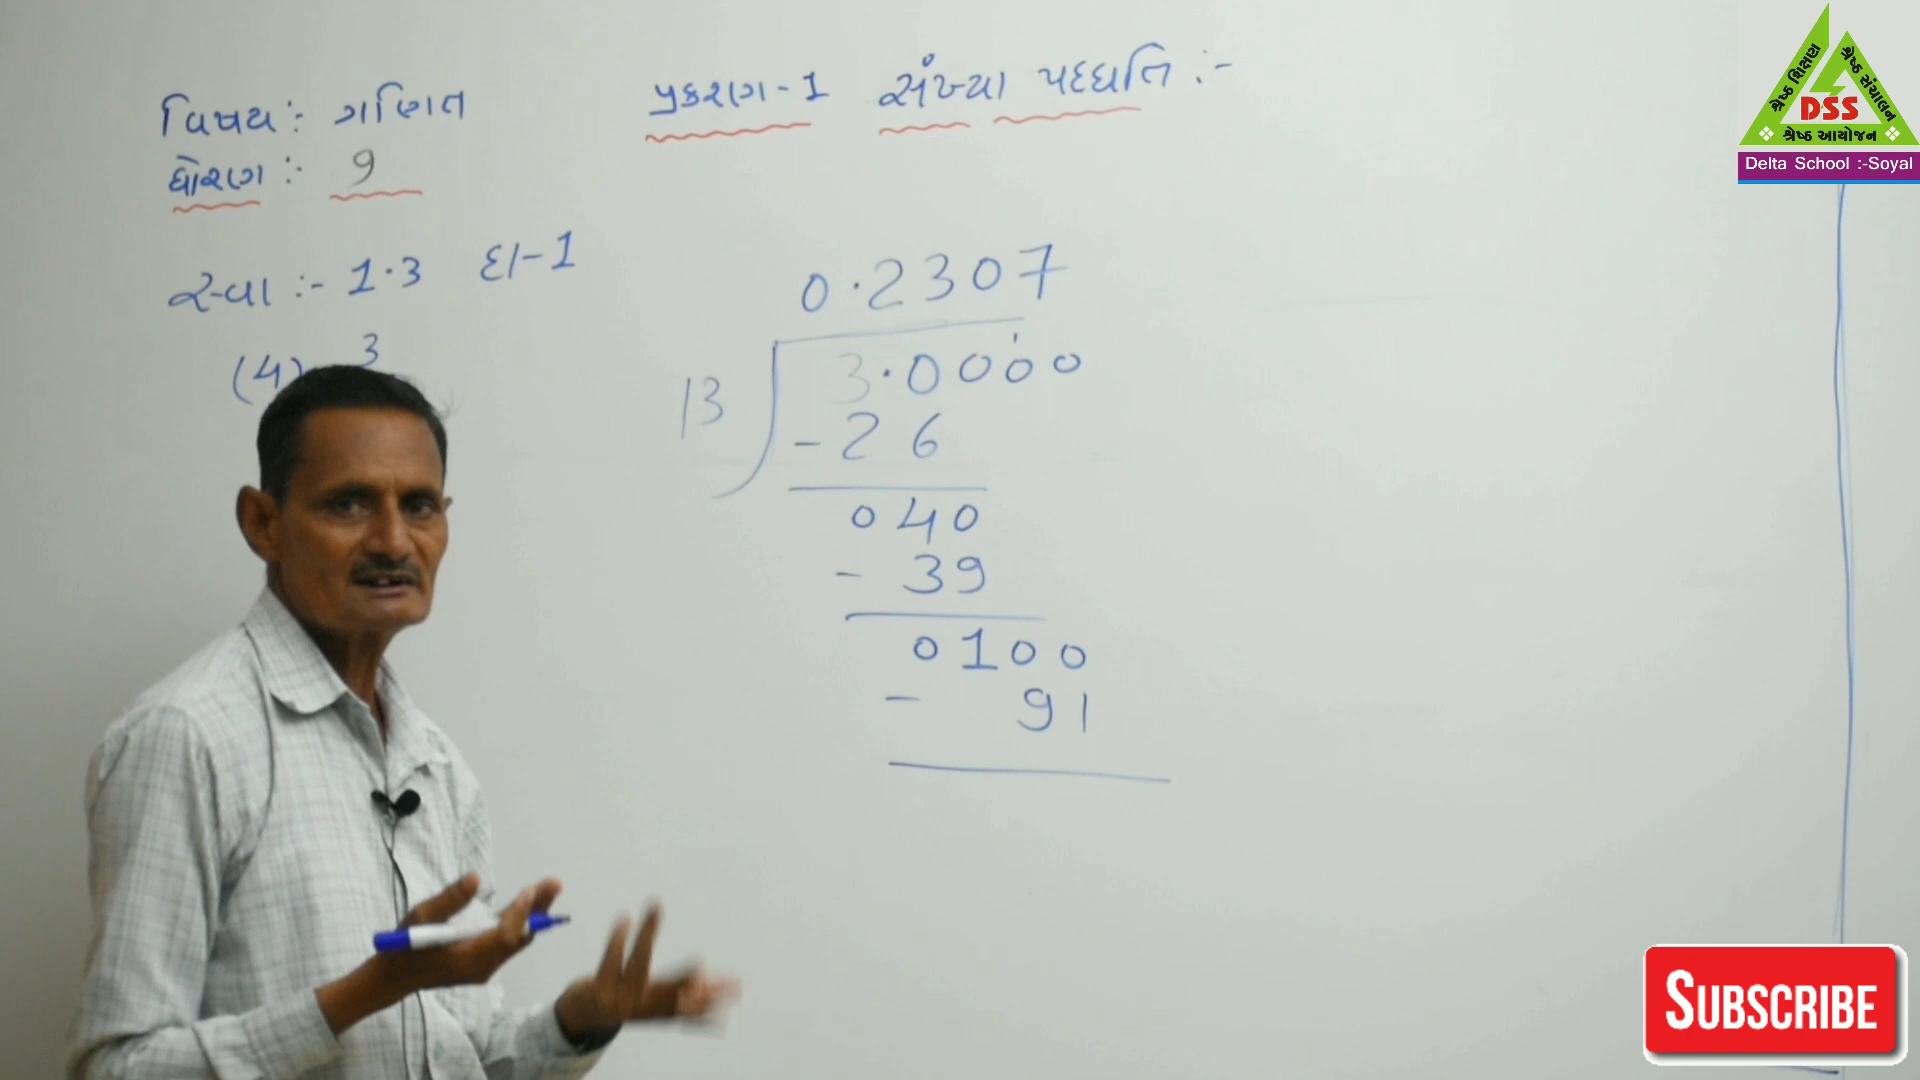 વિષય :- ગણિત
ધોરણ :- 9
પ્રકરણ - 1 સંખ્યા પદ્ધતિ :-
સ્વા :- 1.3 દા-1
(4) 3
0.2307
13 3.0000
- 26
040
- 39
0100
- 91
શ્રેષ્ઠ શિક્ષણ
શ્રેષ્ઠ સંચાલન
DSS
શ્રેષ્ઠ આયોજન
Delta School :-Soyal
SUBSCRIBE